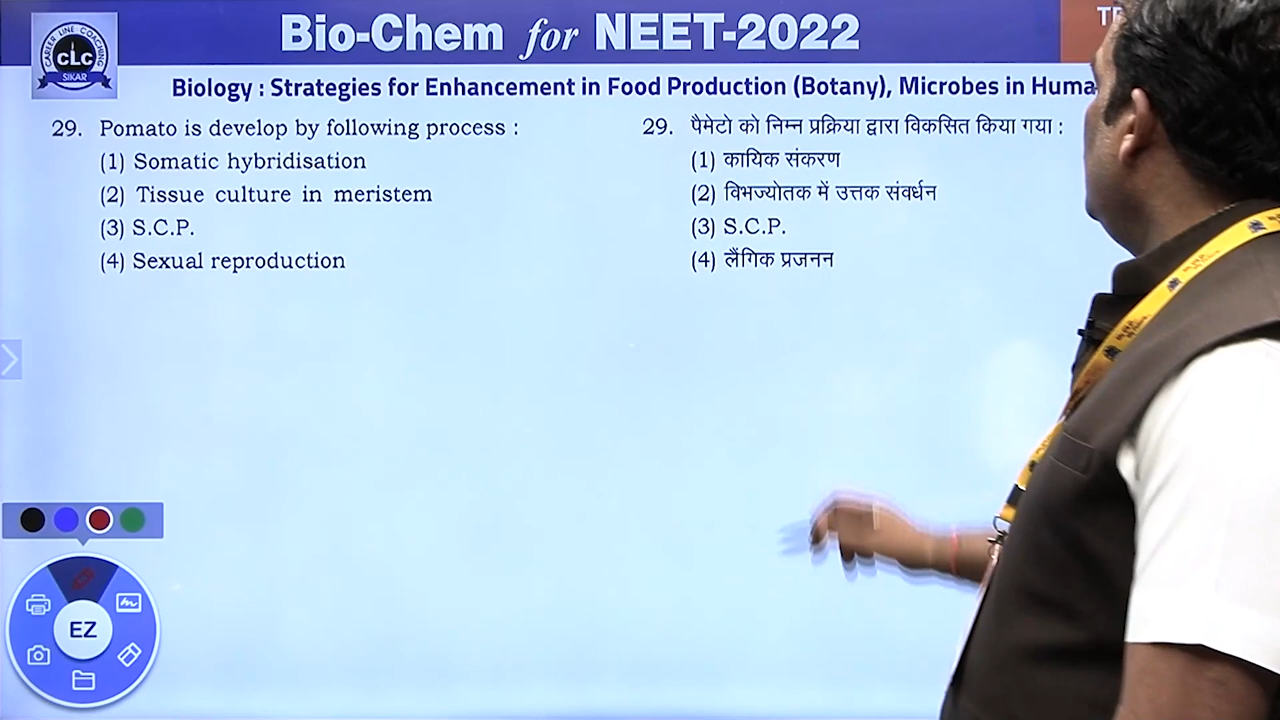 Bio-Chem for NEET-2022
CAREER LINE COACHING
CLC
SIKAR
Biology : Strategies for Enhancement in Food Production (Botany), Microbes in Huma
29. Pomato is develop by following process :
(1) Somatic hybridisation
(2) Tissue culture in meristem
(3) S.C.P.
(4) Sexual reproduction
29. पैमेटो को निम्न प्रक्रिया द्वारा विकसित किया गया :
(1) कायिक संकरण
(2) विभज्योतक में उत्तक संवर्धन
(3) S.C.P.
(4) लैंगिक प्रजनन
EZ